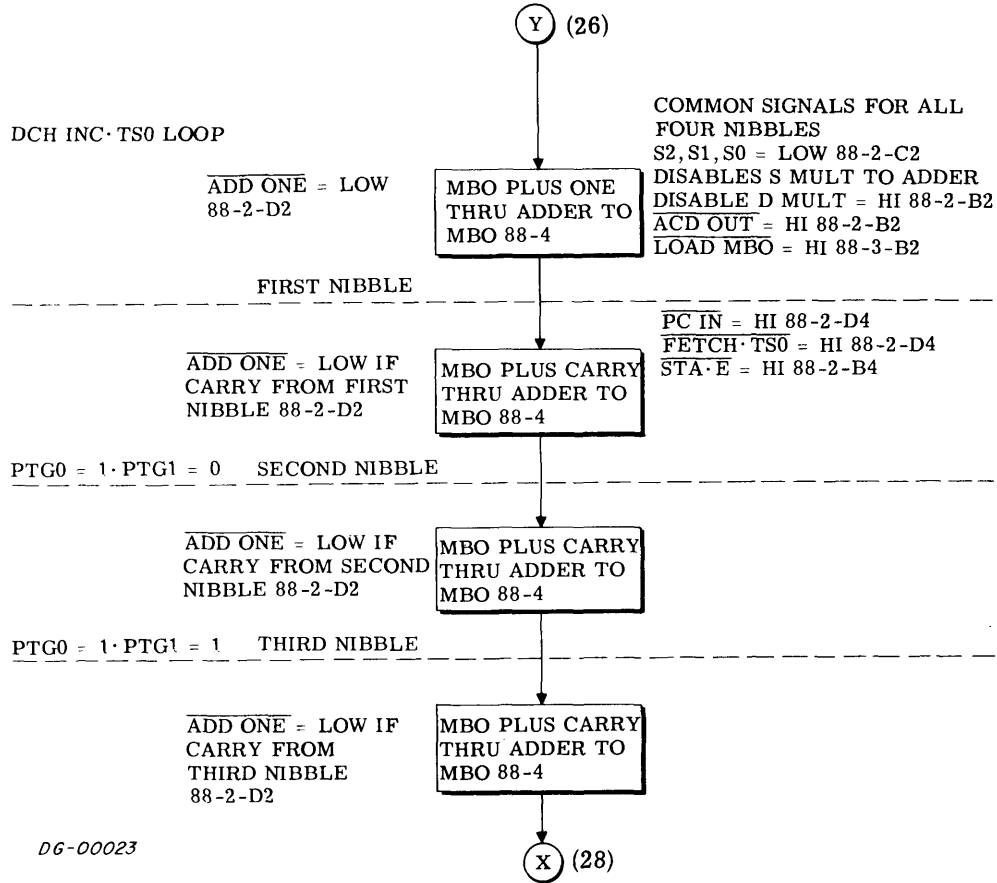 Y (26)
DCH INC·TS0 LOOP
ADD ONE = LOW
88-2-D2
MBO PLUS ONE
THRU ADDER TO
MBO 88-4
COMMON SIGNALS FOR ALL
FOUR NIBBLES
S2, S1, S0 = LOW 88-2-C2
DISABLES S MULT TO ADDER
DISABLE D MULT = HI 88-2-B2
ACD OUT = HI 88-2-B2
LOAD MBO = HI 88-3-B2
FIRST NIBBLE
PC IN = HI 88-2-D4
FETCH·TS0 = HI 88-2-D4
STA·E = HI 88-2-B4
ADD ONE = LOW IF
CARRY FROM FIRST
NIBBLE 88-2-D2
MBO PLUS CARRY
THRU ADDER TO
MBO 88-4
PTG0 = 1·PTG1 = 0 SECOND NIBBLE
ADD ONE = LOW IF
CARRY FROM SECOND
NIBBLE 88-2-D2
MBO PLUS CARRY
THRU ADDER TO
MBO 88-4
PTG0 = 1·PTG1 = 1 THIRD NIBBLE
ADD ONE = LOW IF
CARRY FROM
THIRD NIBBLE
88-2-D2
MBO PLUS CARRY
THRU ADDER TO
MBO 88-4
DG-00023
X (28)